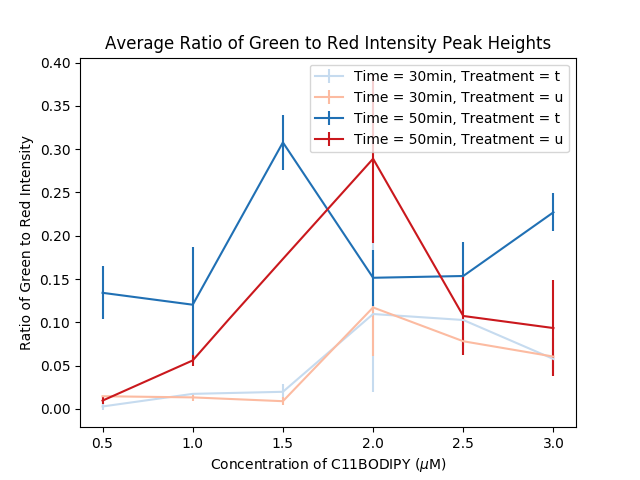 Average Ratio of Green to Red Intensity Peak Heights
Time = 30min, Treatment = t
Time = 30min, Treatment = u
Time = 50min, Treatment = t
Time = 50min, Treatment = u
Ratio of Green to Red Intensity
0.40
0.35
0.30
0.25
0.20
0.15
0.10
0.05
0.00
0.5 1.0 1.5 2.0 2.5 3.0
Concentration of C11BODIPY (μM)